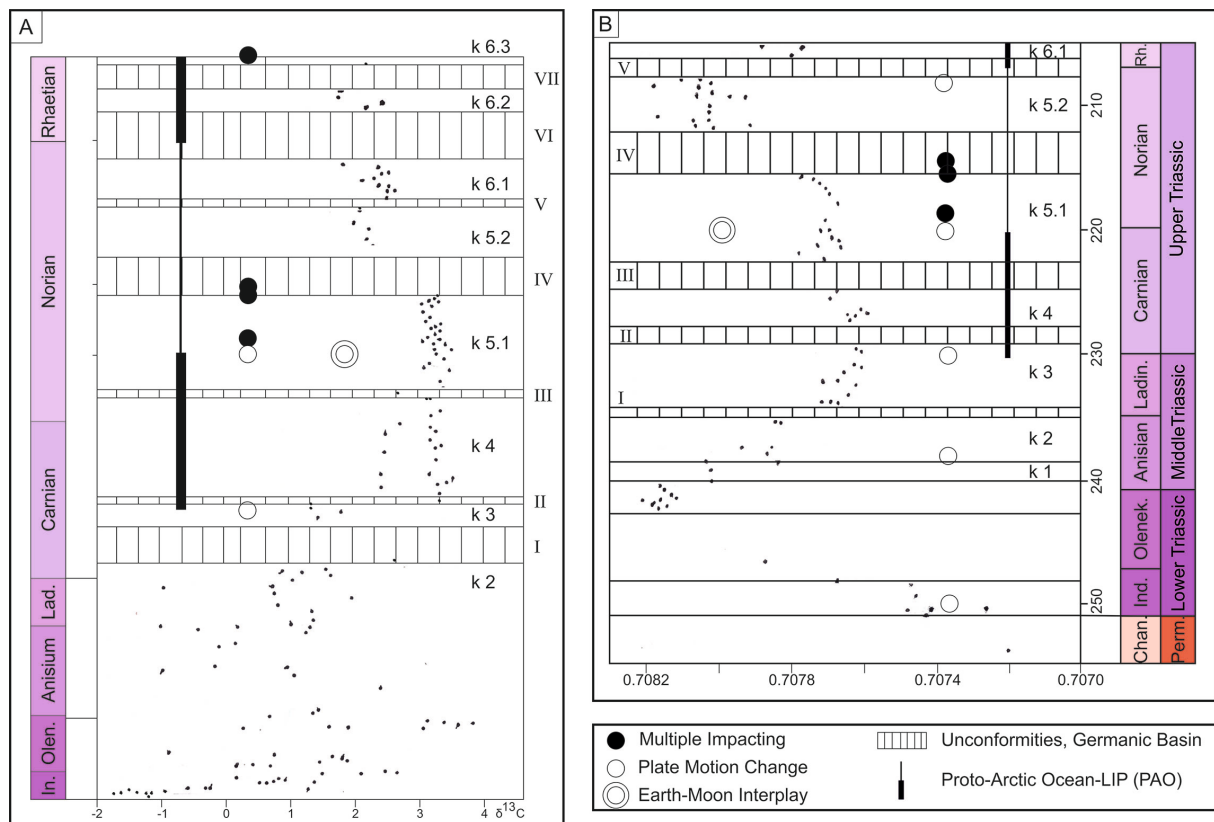 A
k 6.3
VII
k 6.2
VI
k 6.1
V
k 5.2
IV
k 5.1
III
k 4
II
k 3
I
k 2
Rhaetian
Norian
Carnian
Lad.
Anisium
Olen.
In.
-2 -1 0 1 2 3 4 δ13C
B
k 6.1
V
k 5.2
IV
k 5.1
III
k 4
II
k 3
I
k 2
k 1
210
220
230
240
250
Rh.
Norian
Carnian
Ladin.
Anisian
Olenek.
Ind.
Chan.
Upper Triassic
MiddleTriassic
Lower Triassic
Perm.
0.7082 0.7078 0.7074 0.7070
Multiple Impacting
Plate Motion Change
Earth-Moon Interplay
Unconformities, Germanic Basin
Proto-Arctic Ocean-LIP (PAO)